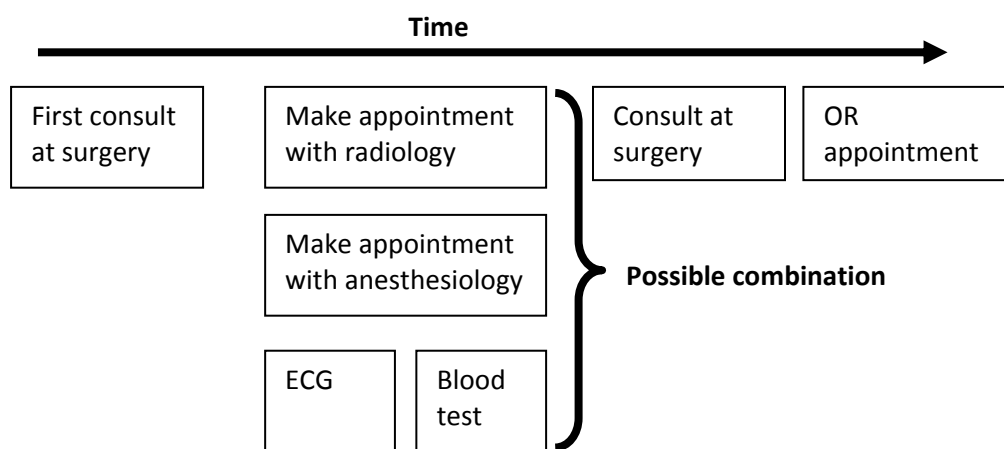 Time
First consult
at surgery
Make appointment
with radiology
Consult at
surgery
OR
appointment
Make appointment
with anesthesiology
Possible combination
ECG
Blood
test